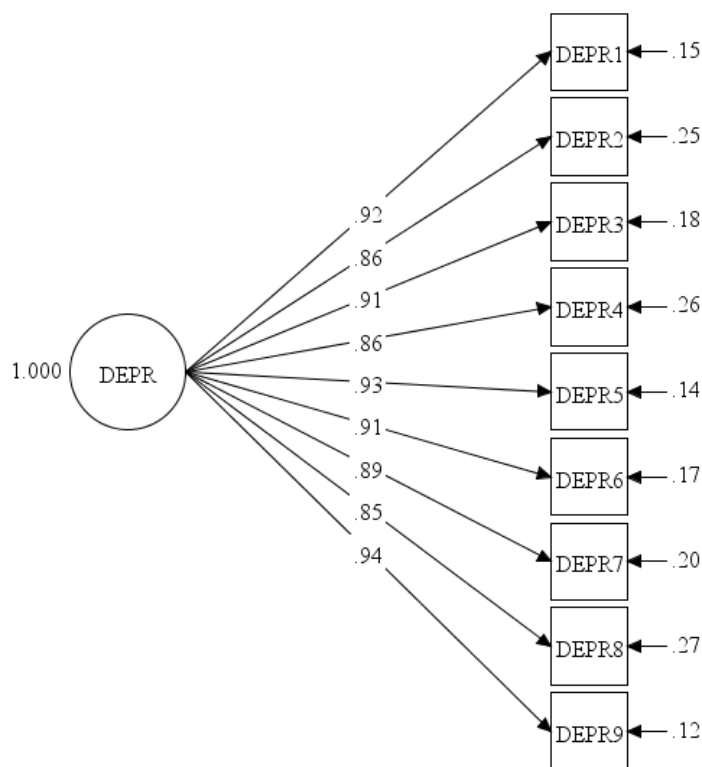 DEPR1
.15
DEPR2
.25
.92
DEPR3
.18
.86
.91
DEPR4
.26
.86
1.000
DEPR
.93
DEPR5
.14
.91
.89
DEPR6
.17
.85
.94
DEPR7
.20
DEPR8
.27
DEPR9
.12